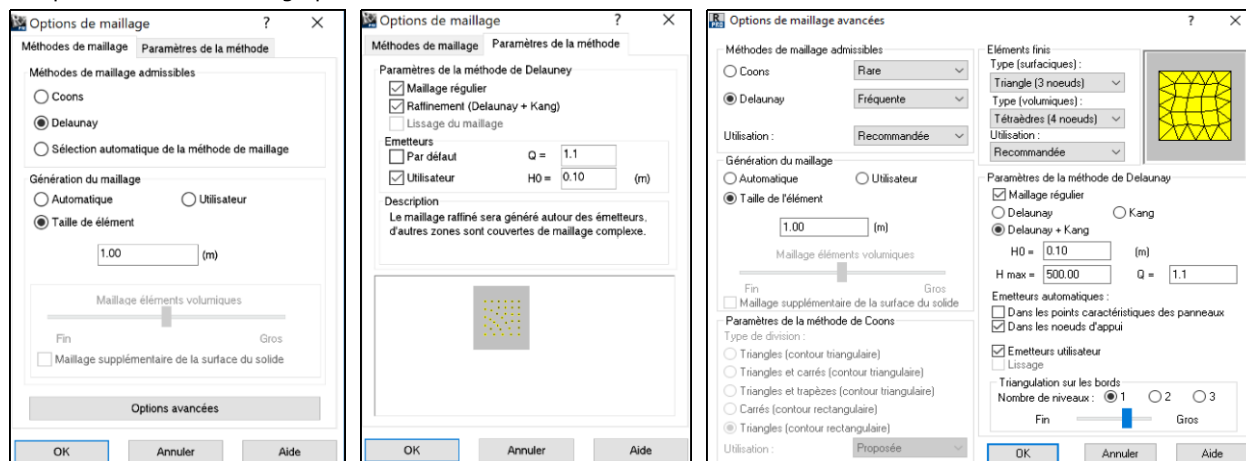 Options de maillage ? ×
Méthodes de maillage Paramètres de la méthode
Méthodes de maillage admissibles
Coons
Delaunay
Sélection automatique de la méthode de maillage
Génération du maillage
Automatique Utilisateur
Taille de élément
1.00 (m)
Maillage éléments volumiques
Fin Gros
Maillage supplémentaire de la surface du solide
Options avancées
OK Annuler Aide
Options de maillage ? ×
Méthodes de maillage Paramètres de la méthode
Paramètres de la méthode de Delauney
Maillage régulier
Raffinement (Delaunay + Kang)
Lissage du maillage
Emetteurs
Par défaut Q = 1.1
Utilisateur H0 = 0.10 (m)
Description
Le maillage raffiné sera généré autour des émetteurs,
d'autres zones sont couvertes de maillage complexe.
OK Annuler Aide
Options de maillage avancées ? ×
Méthodes de maillage admissibles
Coons Rare
Delaunay Fréquente
Utilisation : Recommandée
Génération du maillage
Automatique Utilisateur
Taille de l'élément
1.00 (m)
Maillage éléments volumiques
Fin Gros
Maillage supplémentaire de la surface du solide
Paramètres de la méthode de Coons
Type de division :
Triangles (contour triangulaire)
Triangles et carrés (contour triangulaire)
Triangles et trapèzes (contour triangulaire)
Carrés (contour rectangulaire)
Triangles (contour rectangulaire)
Utilisation : Proposée
Eléments finis
Type (surfaciques) :
Triangle (3 noeuds)
Type (volumiques) :
Tétraèdres (4 noeuds)
Utilisation :
Recommandée
Paramètres de la méthode de Delaunay
Maillage régulier
Delaunay Kang
Delaunay + Kang
H0 = 0.10 (m)
H max = 500.00 Q = 1.1
Emetteurs automatiques :
Dans les points caractéristiques des panneaux
Dans les noeuds d'appui
Emetteurs utilisateur
Lissage
Triangulation sur les bords
Nombre de niveaux : 1 2 3
Fin Gros
OK Annuler Aide